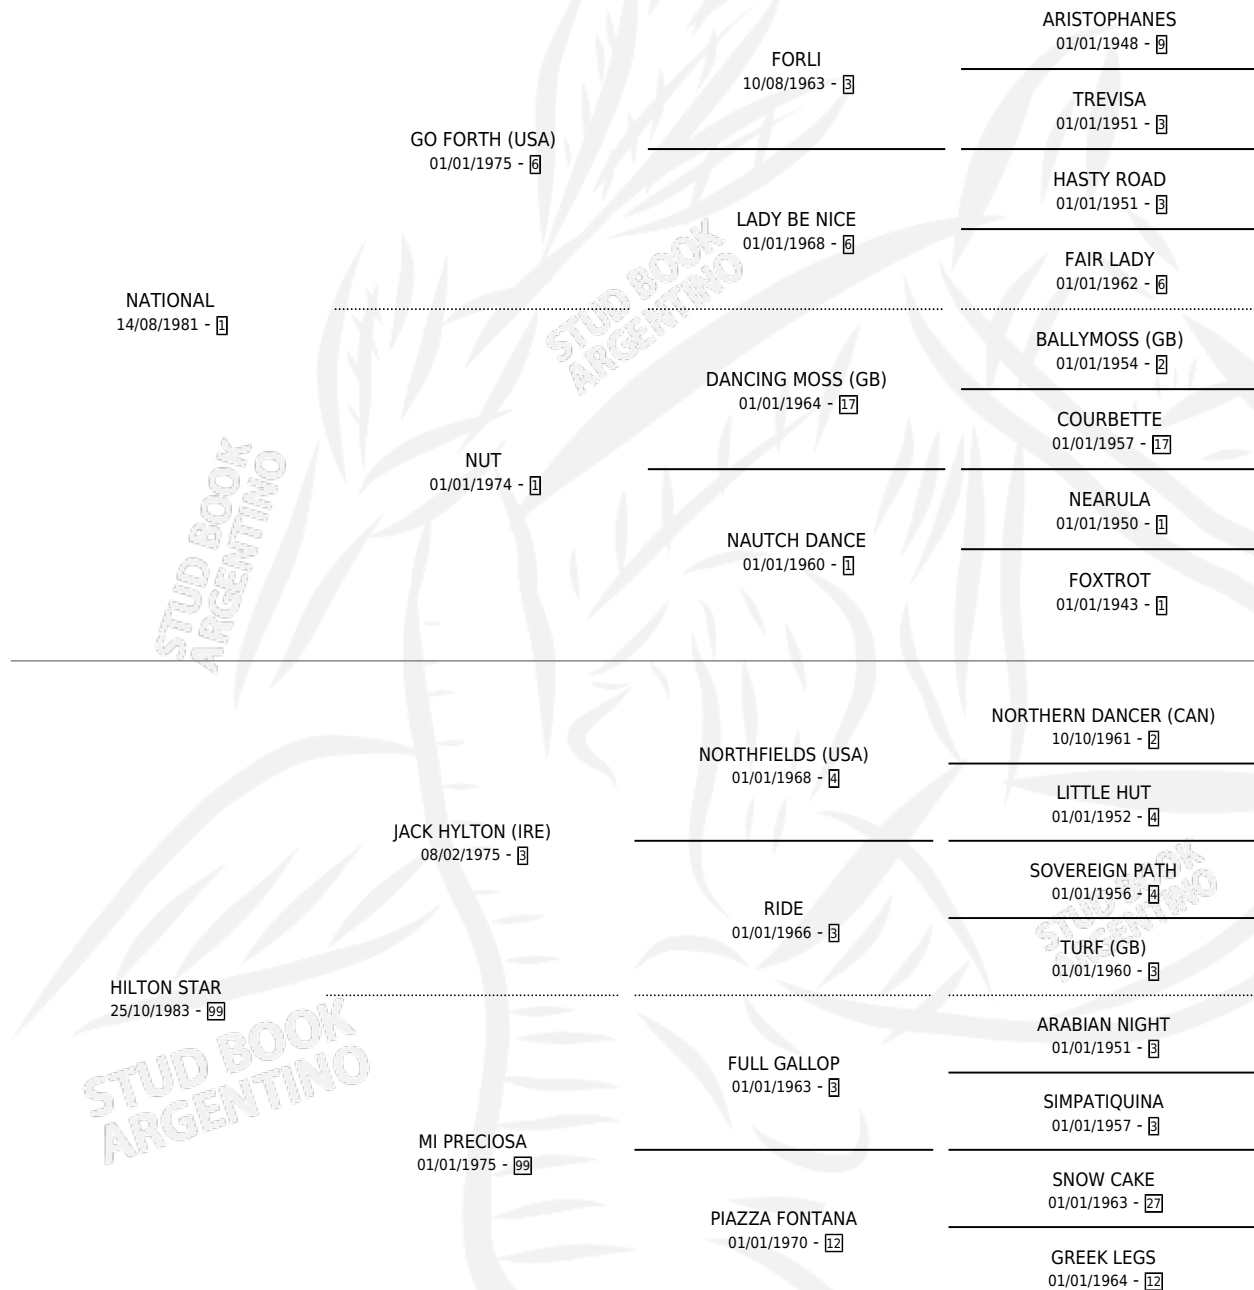 ARISTOPHANES
01/01/1948 - 9
FORLI
10/08/1963 - 3
TREVISA
01/01/1951 - 3
GO FORTH (USA)
01/01/1975 - 6
HASTY ROAD
01/01/1951 - 3
LADY BE NICE
01/01/1968 - 6
FAIR LADY
01/01/1962 - 6
NATIONAL
14/08/1981 - 1
BALLYMOSS (GB)
01/01/1954 - 2
DANCING MOSS (GB)
01/01/1964 - 17
COURBETTE
01/01/1957 - 17
NUT
01/01/1974 - 1
NEARULA
01/01/1950 - 1
NAUTCH DANCE
01/01/1960 - 1
FOXTROT
01/01/1943 - 1
STUD BOOK
ARGENTINO
STUD BOOK
ARGENTINO
NORTHERN DANCER (CAN)
10/10/1961 - 2
NORTHFIELDS (USA)
01/01/1968 - 4
LITTLE HUT
01/01/1952 - 4
JACK HYLTON (IRE)
08/02/1975 - 3
SOVEREIGN PATH
01/01/1956 - 4
RIDE
01/01/1966 - 3
TURF (GB)
01/01/1960 - 3
STUD BOOK
ARGENTINO
HILTON STAR
25/10/1983 - 99
ARABIAN NIGHT
01/01/1951 - 3
FULL GALLOP
01/01/1963 - 3
SIMPATIQUINA
01/01/1957 - 3
MI PRECIOSA
01/01/1975 - 99
SNOW CAKE
01/01/1963 - 27
PIAZZA FONTANA
01/01/1970 - 12
GREEK LEGS
01/01/1964 - 12
STUD BOOK
ARGENTINO